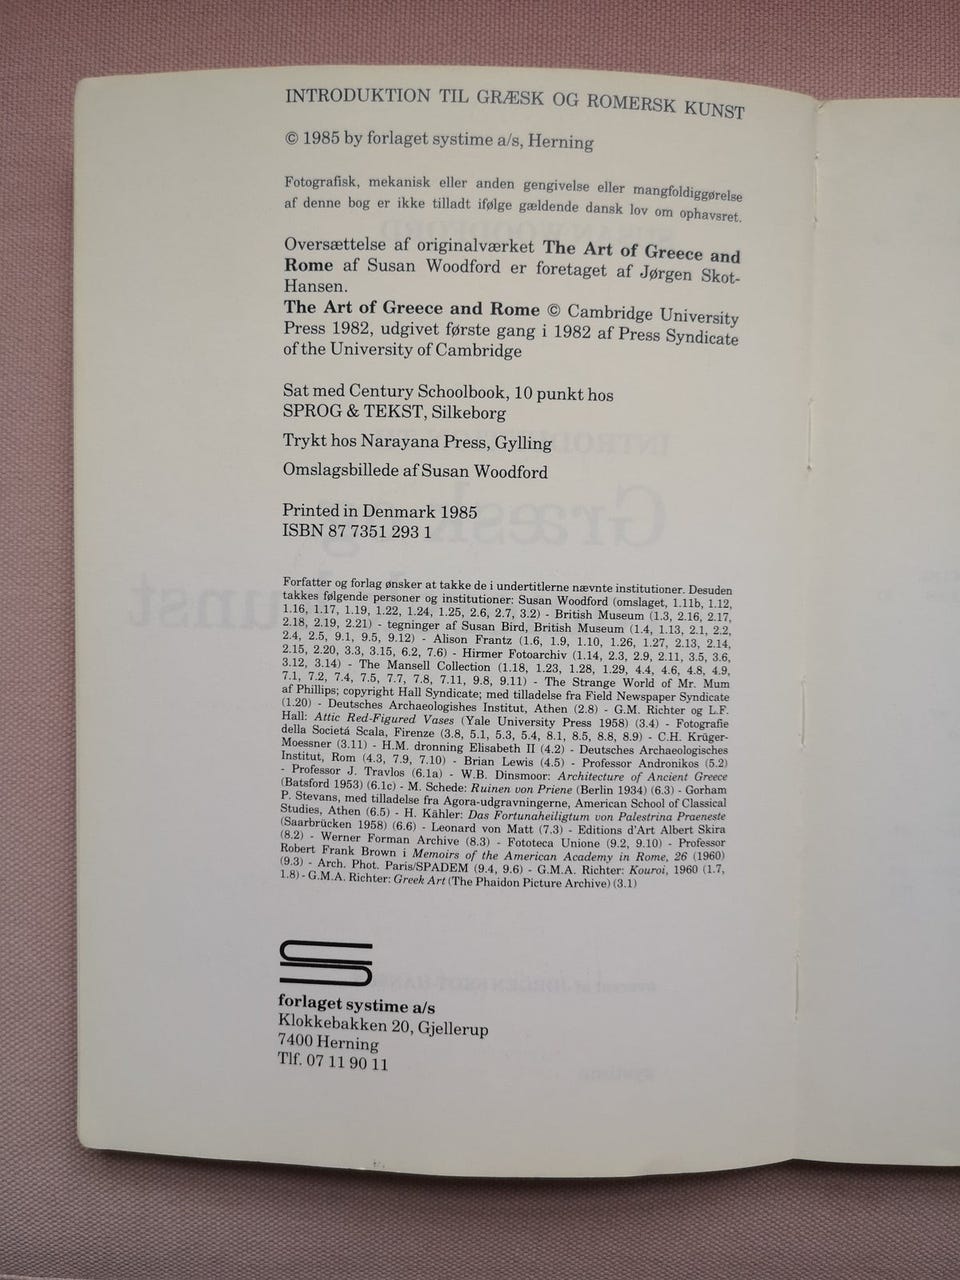 INTRODUKTION TIL GRÆSK OG ROMERSK KUNST
© 1985 by forlaget systime a/s, Herning
Fotografisk, mekanisk eller anden gengivelse eller mangfoldiggørelse
af denne bog er ikke tilladt ifølge gældende dansk lov om ophavsret.
Oversættelse af originalværket The Art of Greece and
Rome af Susan Woodford er foretaget af Jørgen Skot-
Hansen.
The Art of Greece and Rome © Cambridge University
Press 1982, udgivet første gang i 1982 af Press Syndicate
of the University of Cambridge
Sat med Century Schoolbook, 10 punkt hos
SPROG & TEKST, Silkeborg
Trykt hos Narayana Press, Gylling
Omslagsbillede af Susan Woodford
Printed in Denmark 1985
ISBN 87 7351 293 1
Forfatter og forlag ønsker at takke de i undertitlerne nævnte institutioner. Desuden
takkes følgende personer og institutioner: Susan Woodford (omslaget, 1.11b, 1.12,
1.16, 1.17, 1.19, 1.22, 1.24, 1.25, 2.6, 2.7, 3.2) - British Museum (1.3, 2.16, 2.17,
2.18, 2.19, 2.21) - tegninger af Susan Bird, British Museum (1.4, 1.13, 2.1, 2.2,
2.4, 2.5, 9.1, 9.5, 9.12) - Alison Frantz (1.6, 1.9, 1.10, 1.26, 1.27, 2.13, 2.14,
2.15, 2.20, 3.3, 3.15, 6.2, 7.6) - Hirmer Fotoarchiv (1.14, 2.3, 2.9, 2.11, 3.5, 3.6,
3.12, 3.14) - The Mansell Collection (1.18, 1.23, 1.28, 1.29, 4.4, 4.6, 4.8, 4.9,
7.1, 7.2, 7.4, 7.5, 7.7, 7.8, 7.11, 9.8, 9.11) - The Strange World of Mr. Mum
af Phillips; copyright Hall Syndicate; med tilladelse fra Field Newspaper Syndicate
(1.20) - Deutsches Archaeologishes Institut, Athen (2.8) - G.M. Richter og L.F.
Hall: Attic Red-Figured Vases (Yale University Press 1958) (3.4) - Fotografie
della Societá Scala, Firenze (3.8, 5.1, 5.3, 5.4, 8.1, 8.5, 8.8, 8.9) - C.H. Krüger-
Moessner (3.11) - H.M. dronning Elisabeth II (4.2) - Deutsches Archaeologisches
Institut, Rom (4.3, 7.9, 7.10) - Brian Lewis (4.5) - Professor Andronikos (5.2)
- Professor J. Travlos (6.1a) - W.B. Dinsmoor: Architecture of Ancient Greece
(Batsford 1953) (6.1c) - M. Schede: Ruinen von Priene (Berlin 1934) (6.3) - Gorham
P. Stevans, med tilladelse fra Agora-udgravningerne, American School of Classical
Studies, Athen (6.5) - H. Kähler: Das Fortunaheiligtum von Palestrina Praeneste
(Saarbrücken 1958) (6.6) - Leonard von Matt (7.3) - Editions d'Art Albert Skira
(8.2) - Werner Forman Archive (8.3) - Fototeca Unione (9.2, 9.10) - Professor
Robert Frank Brown i Memoirs of the American Academy in Rome, 26 (1960)
(9.3) - Arch. Phot. Paris/SPADEM (9.4, 9.6) - G.M.A. Richter: Kouroi, 1960 (1.7,
1.8) - G.M.A. Richter: Greek Art (The Phaidon Picture Archive) (3.1)
forlaget systime a/s
Klokkebakken 20, Gjellerup
7400 Herning
Tlf. 07 11 90 11